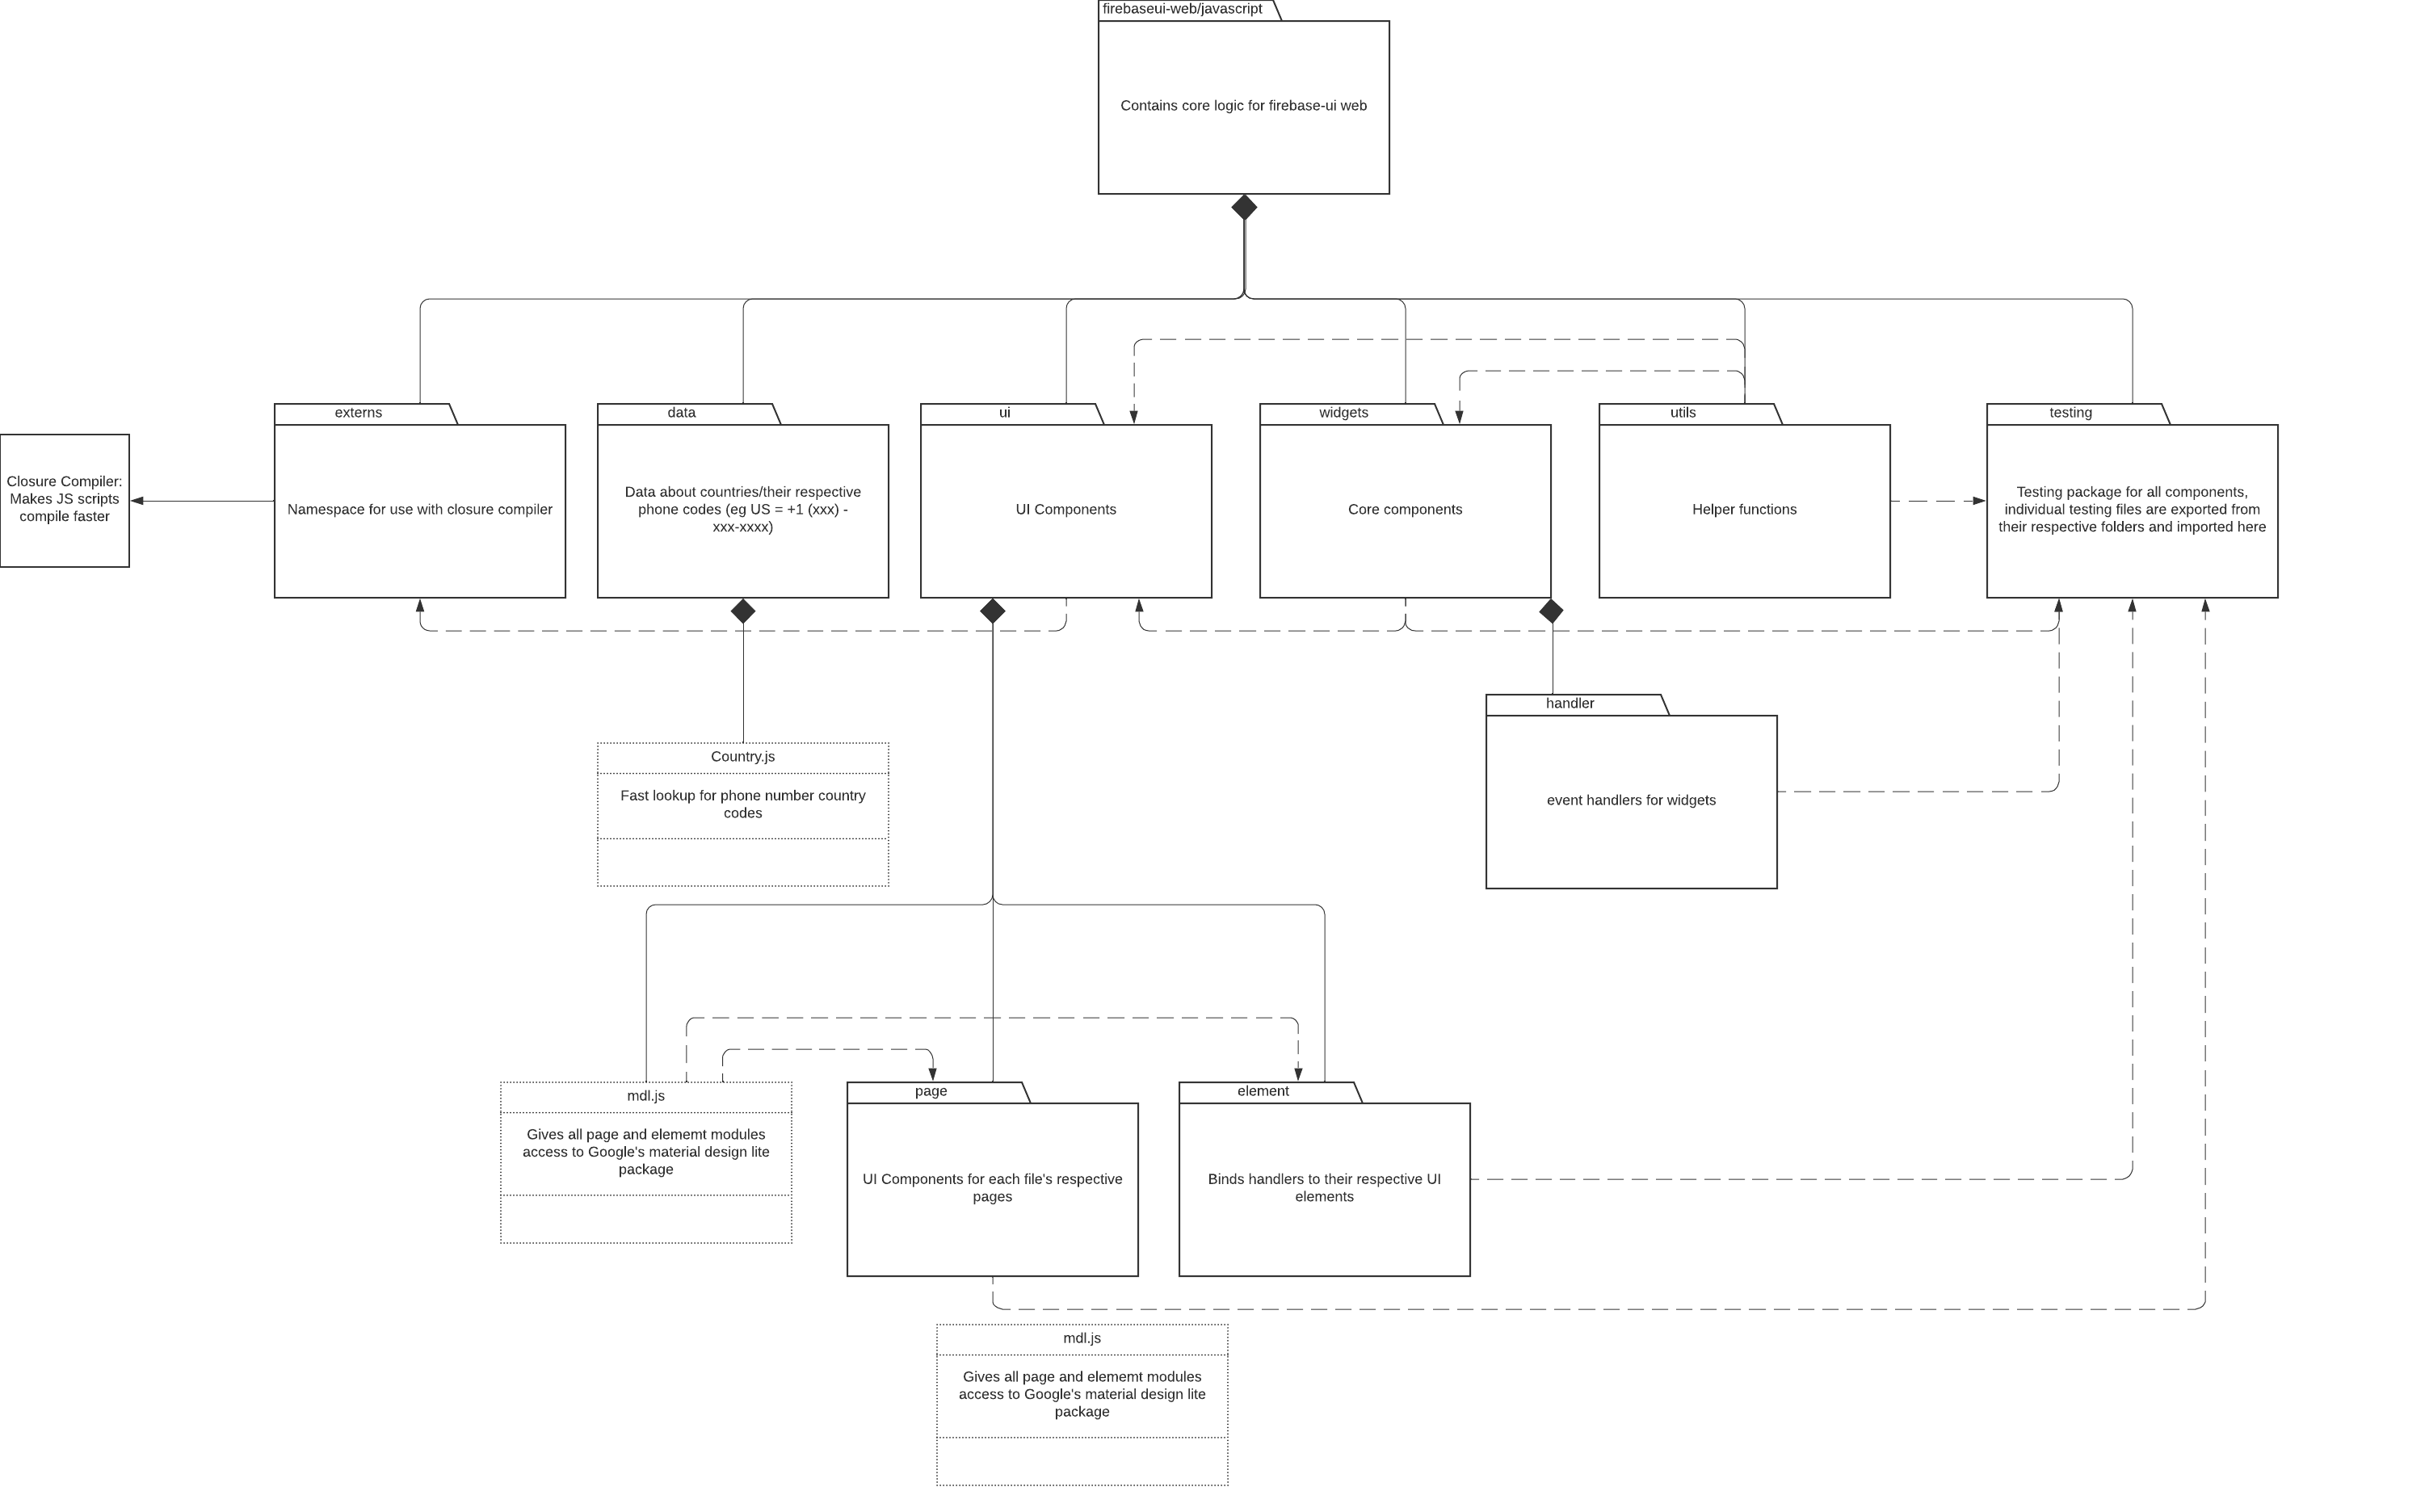 firebaseui-web/javascript
Contains core logic for firebase-ui web
externs
data
ui
widgets
utils
testing
Closure Compiler:
Makes JS scripts
compile faster
Namespace for use with closure compiler
Data about countries/their respective
phone codes (eg US = +1 (xxx) -
xxx-xxxx)
UI Components
Core components
Helper functions
Testing package for all components,
individual testing files are exported from
their respective folders and imported here
handler
event handlers for widgets
Country.js
Fast lookup for phone number country
codes
mdl.js
Gives all page and elememt modules
access to Google's material design lite
package
page
UI Components for each file's respective
pages
element
Binds handlers to their respective UI
elements
mdl.js
Gives all page and elememt modules
access to Google's material design lite
package